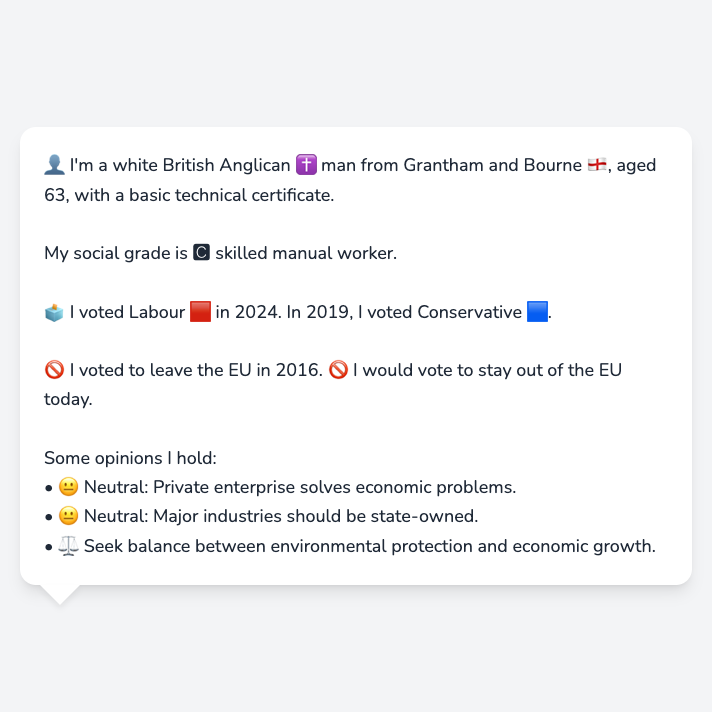 👤 I'm a white British Anglican ✝️ man from Grantham and Bourne 🏴󠁧󠁢󠁥󠁮󠁧󠁿, aged
63, with a basic technical certificate.
My social grade is 🅲 skilled manual worker.
🗳️ I voted Labour 🟥 in 2024. In 2019, I voted Conservative 🟦.
🚫 I voted to leave the EU in 2016. 🚫 I would vote to stay out of the EU
today.
Some opinions I hold:
• 😐 Neutral: Private enterprise solves economic problems.
• 😐 Neutral: Major industries should be state-owned.
• ⚖️ Seek balance between environmental protection and economic growth.